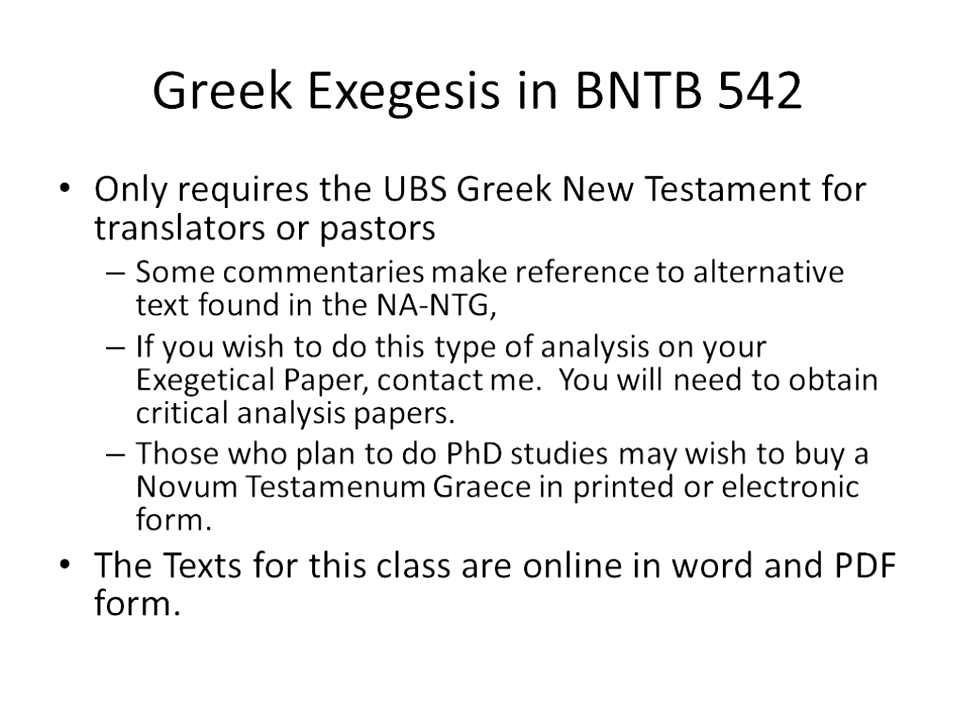 Greek Exegesis in BNTB 542
• Only requires the UBS Greek New Testament for
translators or pastors
– Some commentaries make reference to alternative
text found in the NA-NTG,
– If you wish to do this type of analysis on your
Exegetical Paper, contact me.  You will need to obtain
critical analysis papers.
– Those who plan to do PhD studies may wish to buy a
Novum Testamenum Graece in printed or electronic
form.
• The Texts for this class are online in word and PDF
form.